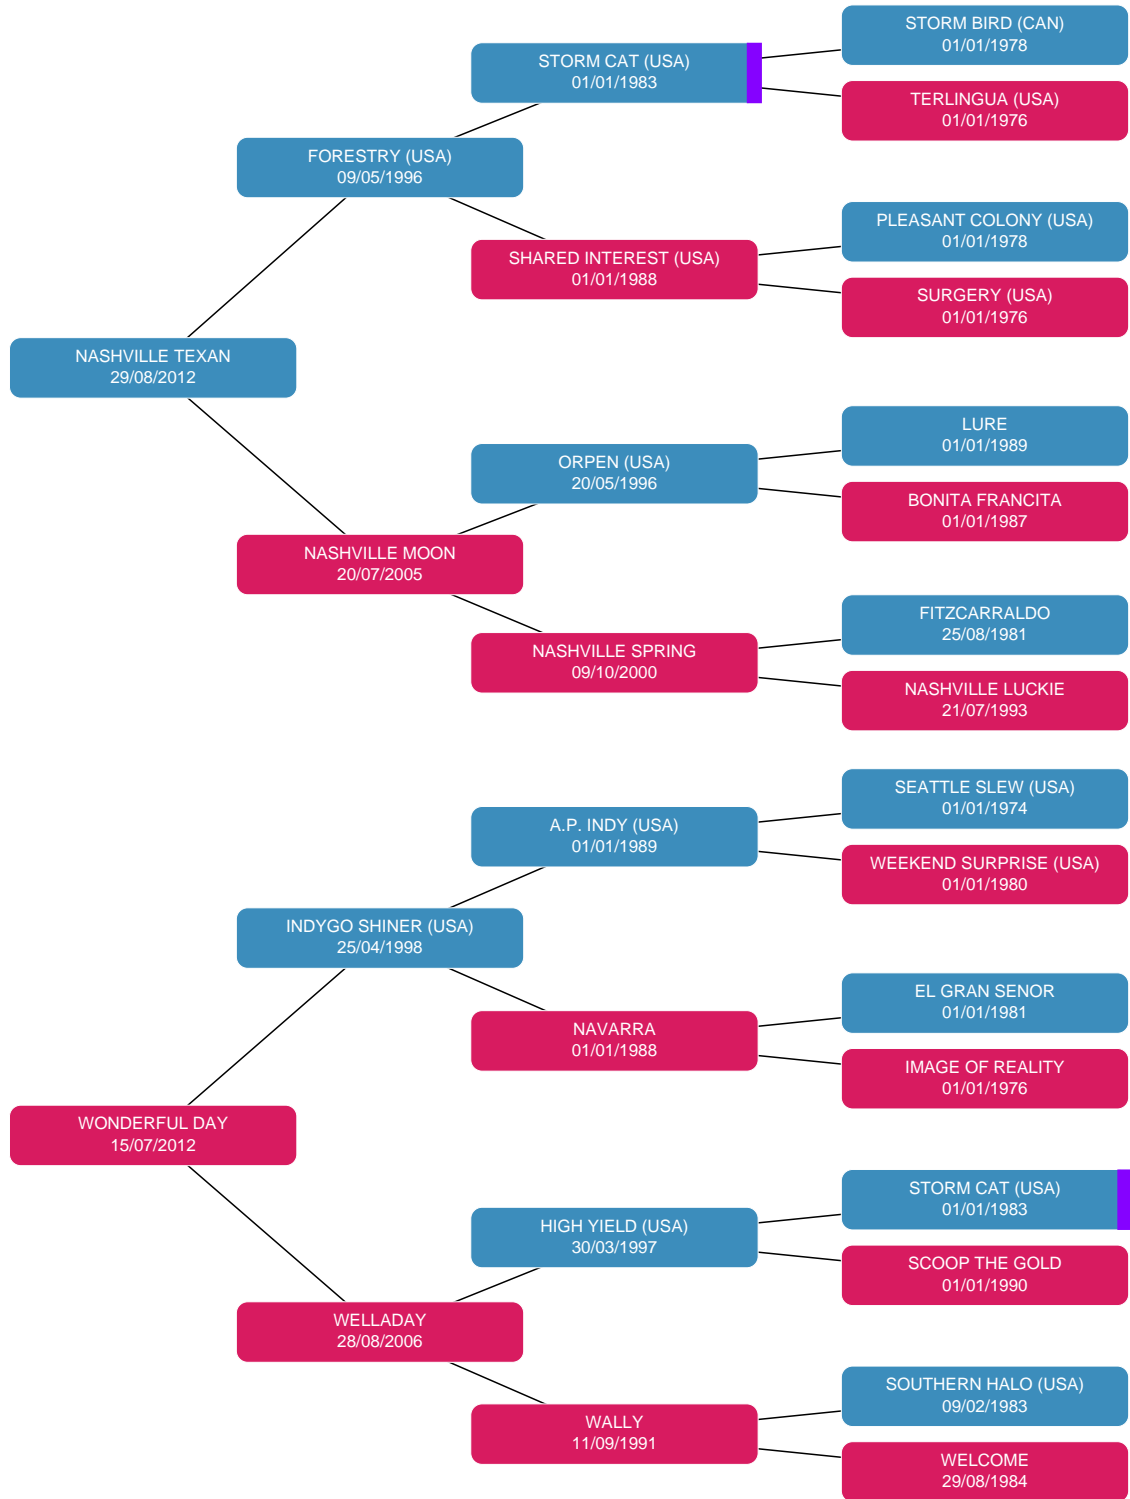 STORM BIRD (CAN)
01/01/1978
STORM CAT (USA)
01/01/1983
TERLINGUA (USA)
01/01/1976
FORESTRY (USA)
09/05/1996
PLEASANT COLONY (USA)
01/01/1978
SHARED INTEREST (USA)
01/01/1988
SURGERY (USA)
01/01/1976
NASHVILLE TEXAN
29/08/2012
LURE
01/01/1989
ORPEN (USA)
20/05/1996
BONITA FRANCITA
01/01/1987
NASHVILLE MOON
20/07/2005
FITZCARRALDO
25/08/1981
NASHVILLE SPRING
09/10/2000
NASHVILLE LUCKIE
21/07/1993
SEATTLE SLEW (USA)
01/01/1974
A.P. INDY (USA)
01/01/1989
WEEKEND SURPRISE (USA)
01/01/1980
INDYGO SHINER (USA)
25/04/1998
EL GRAN SENOR
01/01/1981
NAVARRA
01/01/1988
IMAGE OF REALITY
01/01/1976
WONDERFUL DAY
15/07/2012
STORM CAT (USA)
01/01/1983
HIGH YIELD (USA)
30/03/1997
SCOOP THE GOLD
01/01/1990
WELLADAY
28/08/2006
SOUTHERN HALO (USA)
09/02/1983
WALLY
11/09/1991
WELCOME
29/08/1984